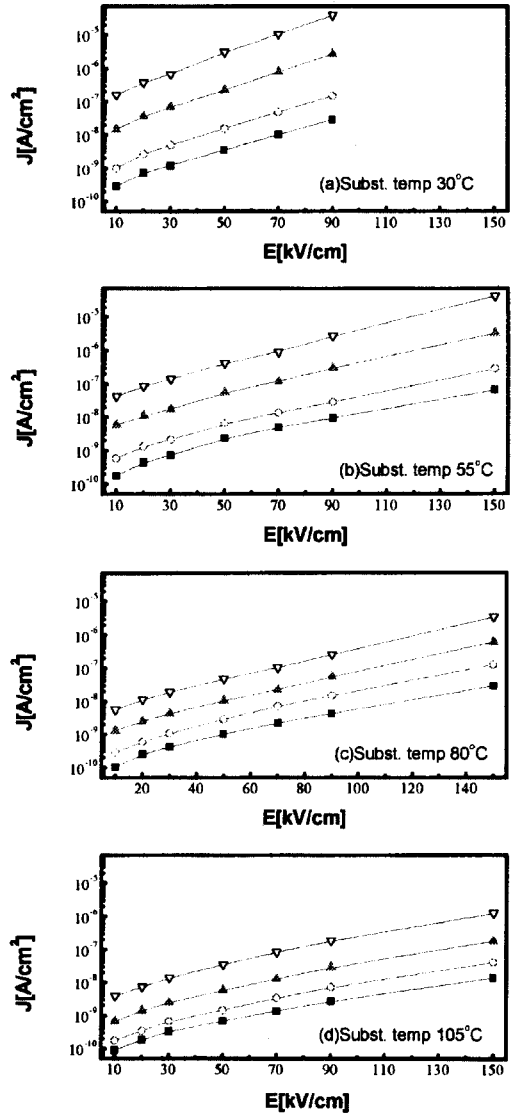 J[A/cm²]
10⁻⁵
10⁻⁶
10⁻⁷
10⁻⁸
10⁻⁹
10⁻¹⁰
(a)Subst. temp 30°C
10 30 50 70 90 110 130 150
E[kV/cm]
J[A/cm²]
10⁻⁵
10⁻⁶
10⁻⁷
10⁻⁸
10⁻⁹
10⁻¹⁰
(b)Subst. temp 55°C
10 30 50 70 90 110 130 150
E[kV/cm]
J[A/cm²]
10⁻⁵
10⁻⁶
10⁻⁷
10⁻⁸
10⁻⁹
10⁻¹⁰
(c)Subst. temp 80°C
20 40 60 80 100 120 140
E[kV/cm]
J[A/cm²]
10⁻⁵
10⁻⁶
10⁻⁷
10⁻⁸
10⁻⁹
10⁻¹⁰
(d)Subst. temp 105°C
10 30 50 70 90 110 130 150
E[kV/cm]